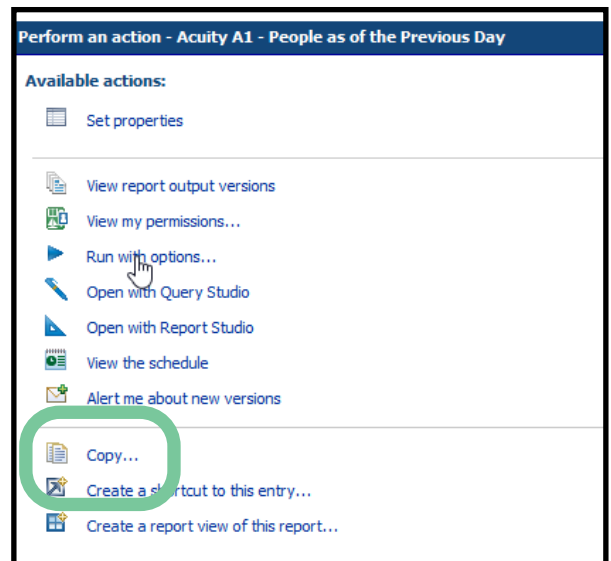 Perform an action - Acuity A1 - People as of the Previous Day
Available actions:
Set properties
View report output versions
View my permissions...
Run with options...
Open with Query Studio
Open with Report Studio
View the schedule
Alert me about new versions
Copy...
Create a shortcut to this entry...
Create a report view of this report...